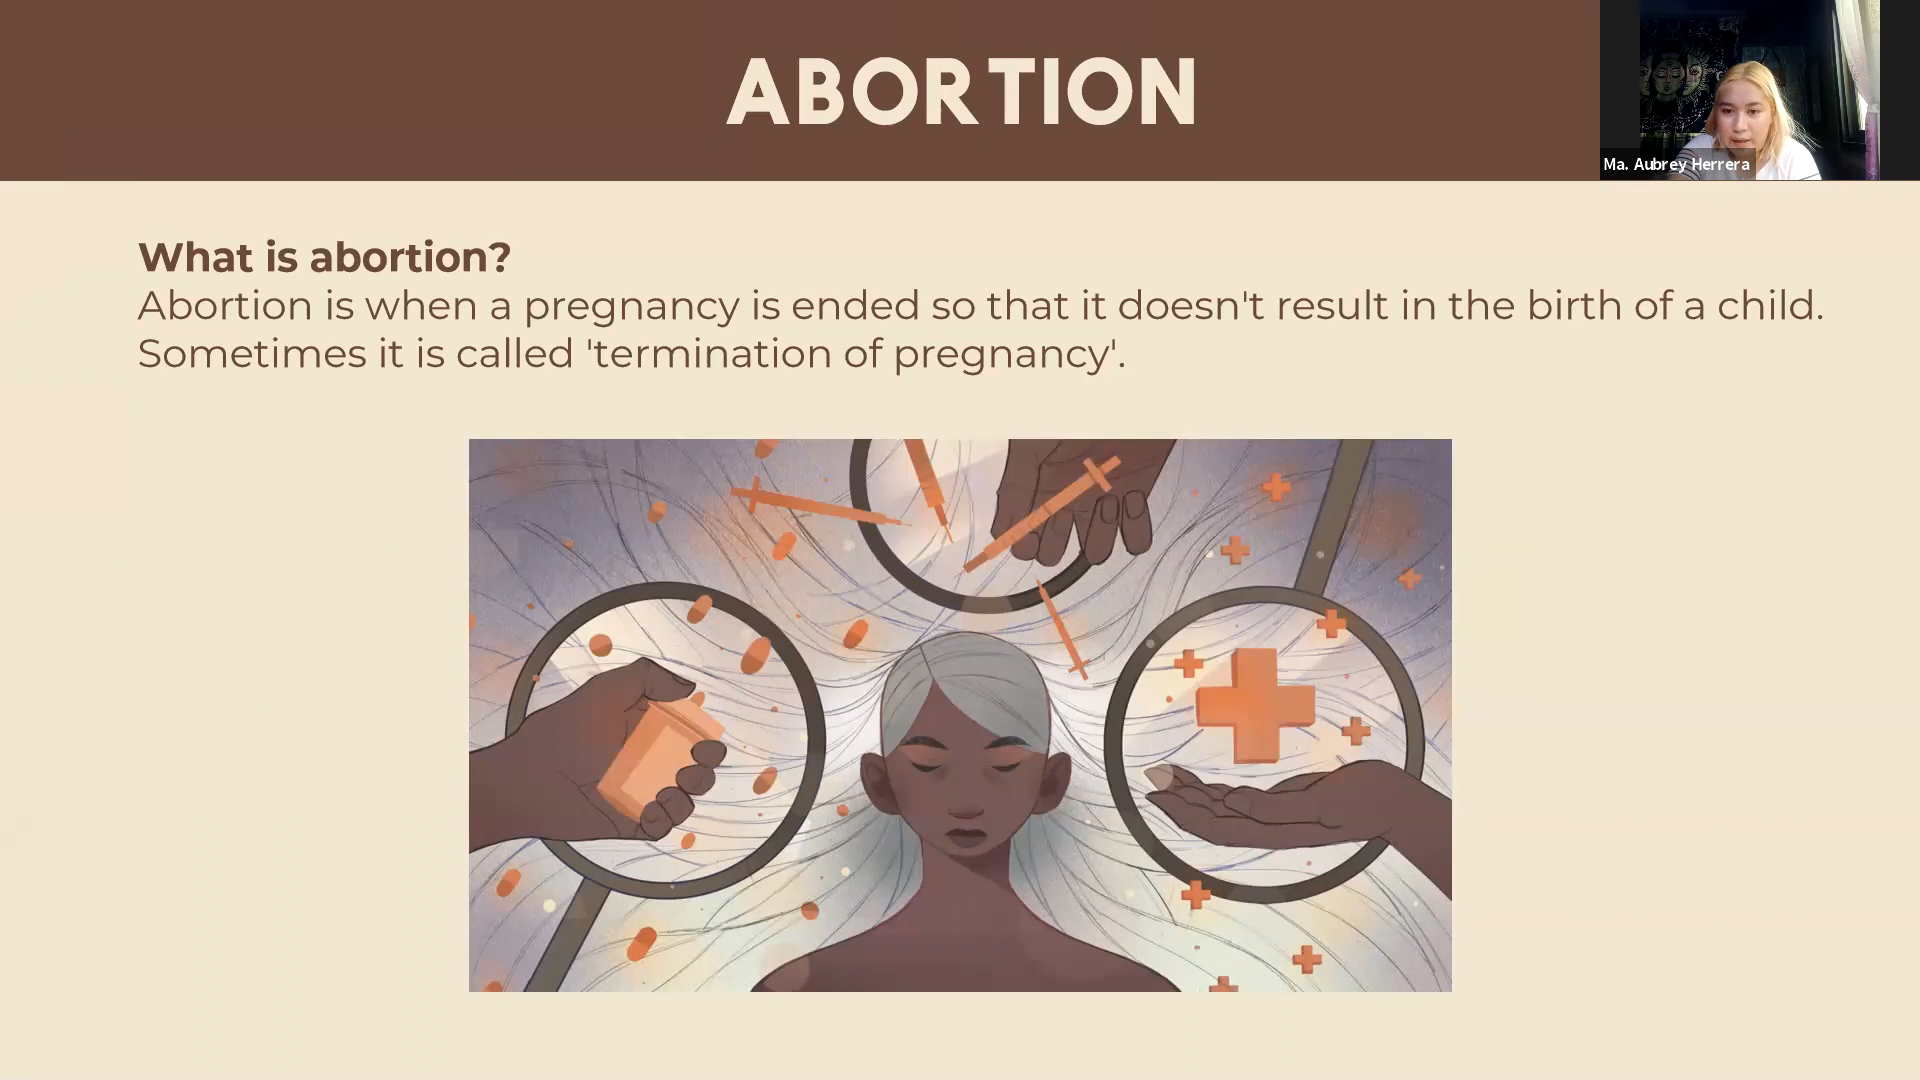 ABORTION
Ma. Aubrey Herrera
What is abortion?
Abortion is when a pregnancy is ended so that it doesn't result in the birth of a child.
Sometimes it is called 'termination of pregnancy'.